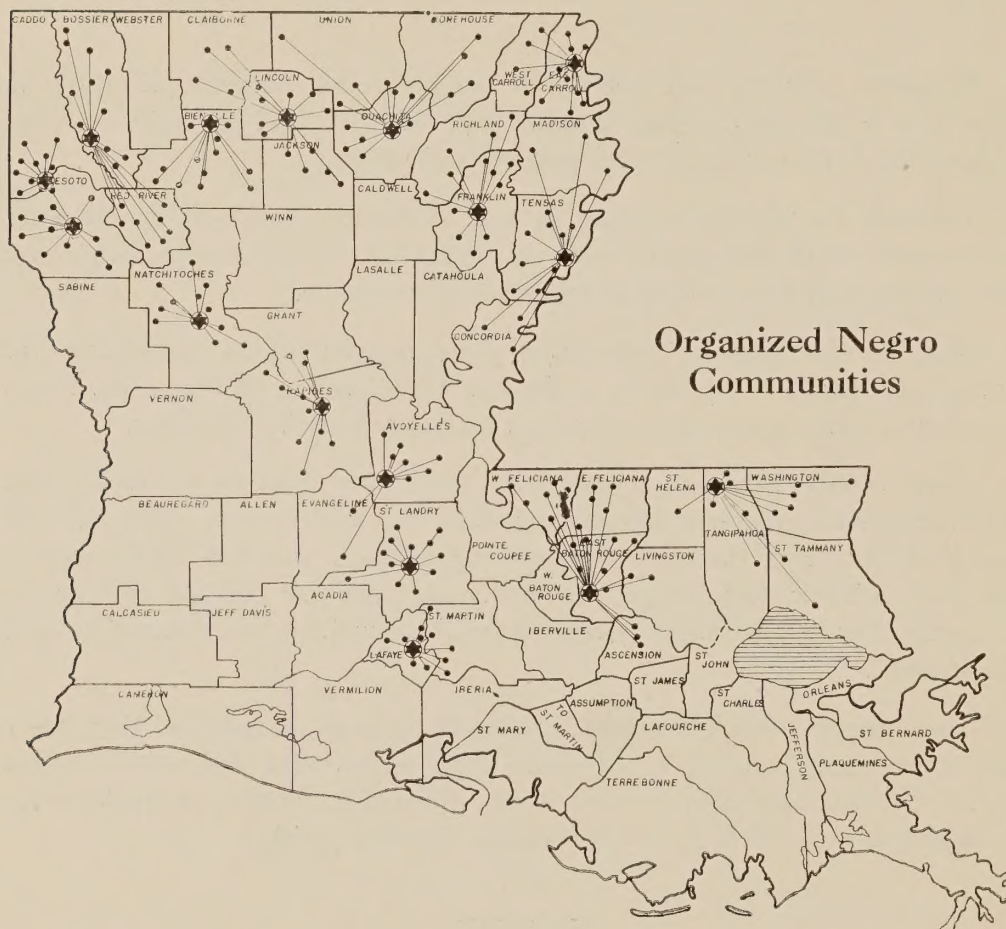 CADDO
BOSSIER
WEBSTER
CLAIBORNE
UNION
MOREHOUSE
LINCOLN
WEST
CARROLL
EAST
CARROLL
BIENVILLE
OUACHITA
RICHLAND
MADISON
JACKSON
DESOTO
RED RIVER
CALDWELL
FRANKLIN
TENSAS
WINN
NATCHITOCHES
LASALLE
CATAHOULA
SABINE
GRANT
CONCORDIA
Organized Negro
Communities
RAPIDES
VERNON
AVOYELLES
W. FELICIANA
E. FELICIANA
ST
HELENA
WASHINGTON
BEAUREGARD
ALLEN
EVANGELINE
ST LANDRY
TANGIPAHOA
POINTE
COUPEE
EAST
BATON ROUGE
LIVINGSTON
ST TAMMANY
W.
BATON
ROUGE
ACADIA
CALCASIEU
JEFF DAVIS
ST. MARTIN
IBERVILLE
LAFAYE
ASCENSION
ST
JOHN
ST JAMES
CAMERON
VERMILION
IBERIA
ASSUMPTION
ST
CHARLES
ORLEANS
ST MARY
TO
ST MARTIN
LAFOURCHE
JEFFERSON
ST BERNARD
PLAQUEMINES
TERREBONNE